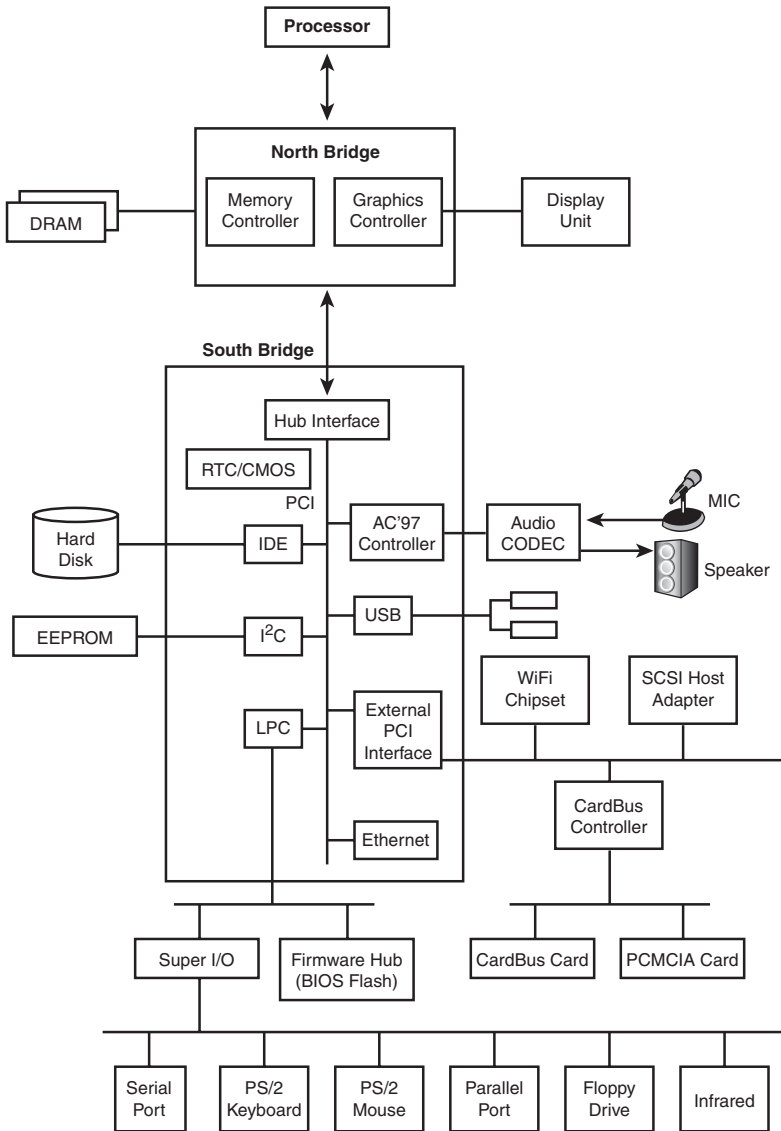 Processor
North Bridge
Memory
Controller
Graphics
Controller
DRAM
Display
Unit
South Bridge
Hub Interface
RTC/CMOS
PCI
MIC
Hard
Disk
IDE
AC'97
Controller
Audio
CODEC
Speaker
EEPROM
I²C
USB
WiFi
Chipset
SCSI Host
Adapter
LPC
External
PCI
Interface
CardBus
Controller
Ethernet
Super I/O
Firmware Hub
(BIOS Flash)
CardBus Card
PCMCIA Card
Serial
Port
PS/2
Keyboard
PS/2
Mouse
Parallel
Port
Floppy
Drive
Infrared